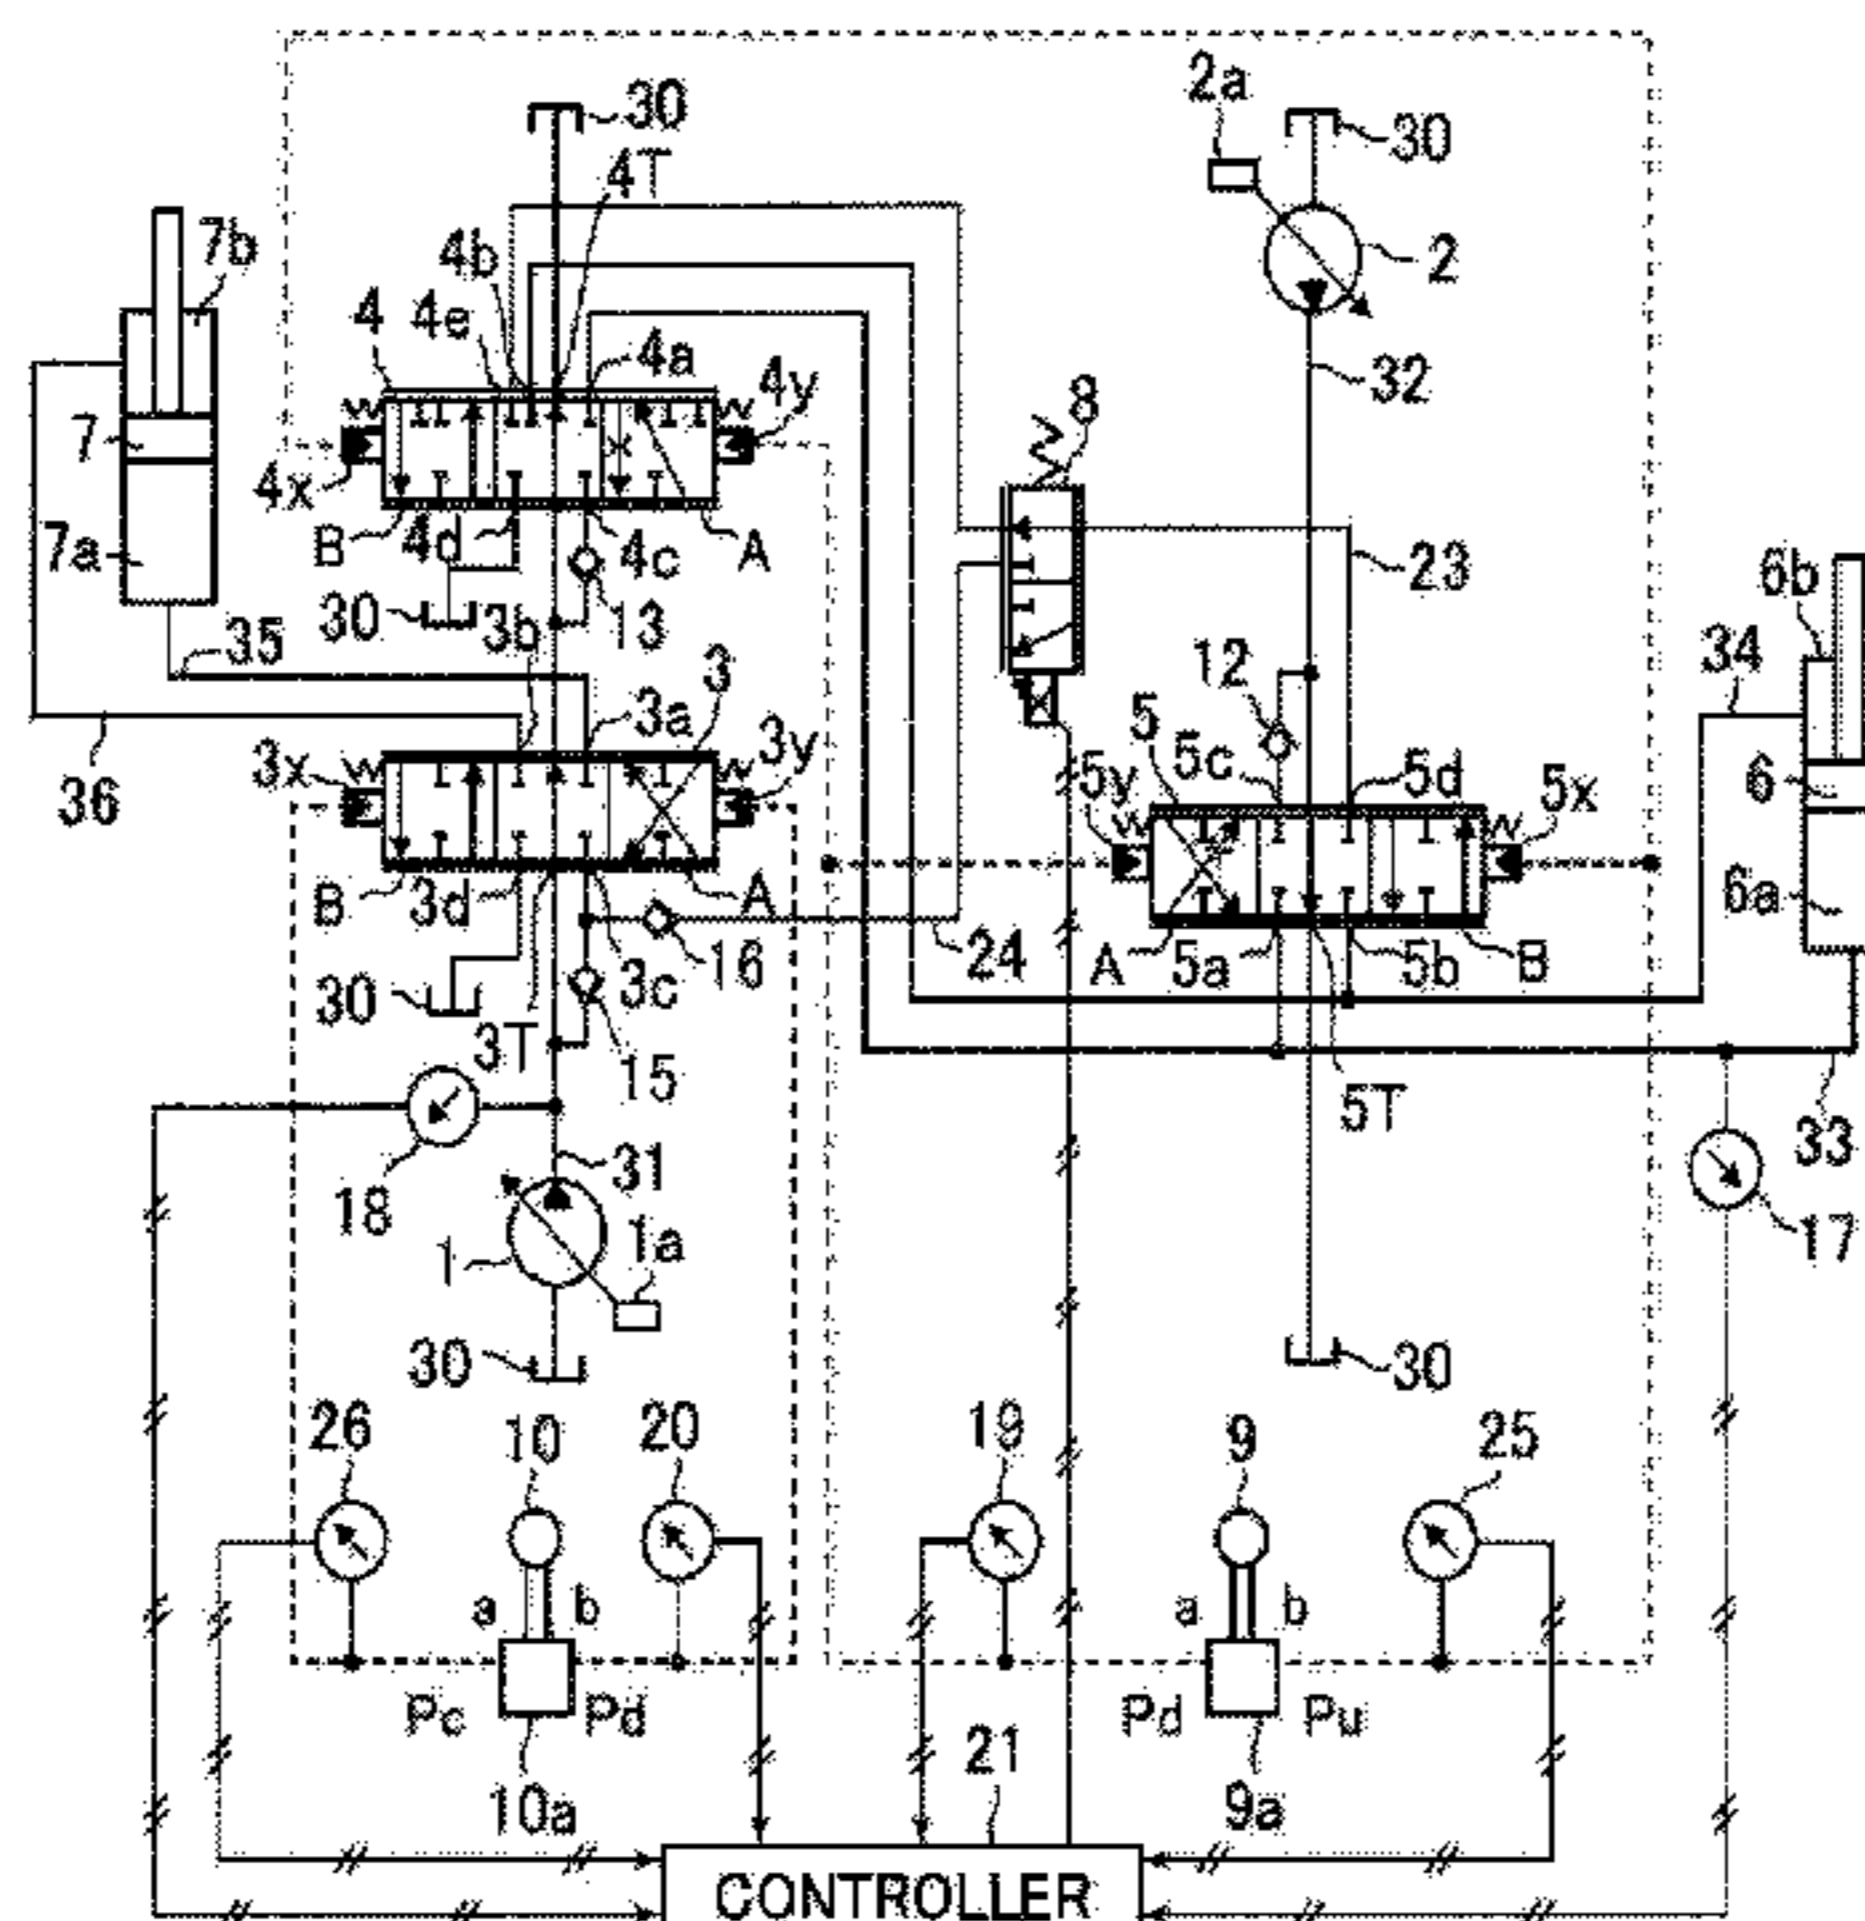 2a
30
30
4T
7b
4b
2
4
4e
4a
4y
8
32
7
4x
B
4d
4c
A
7a
23
6b
30
3b
13
35
3
12
34
3a
5
5c
5d
3x
3y
5y
5x
6
36
B
3d
A
6a
16
24
A
5a
5b
B
30
3c
3T
15
5T
33
31
18
1a
17
1
30
30
26
10
20
19
9
25
a
b
a
b
Pc
Pd
Pd
Pu
21
10a
9a
CONTROLLER